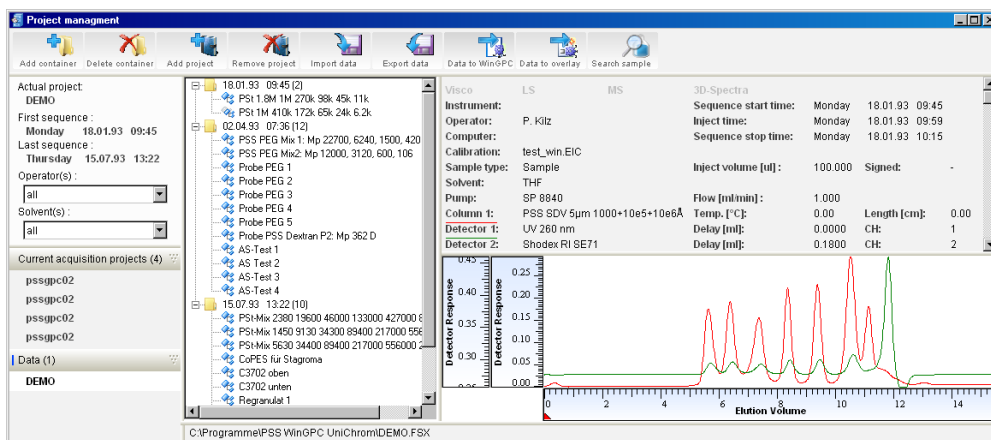 Project managment
Add container Delete container Add project Remove project Import data Export data Data to WinGPC Data to overlay Search sample
Actual project:
DEMO
First sequence :
Monday 18.01.93 09:45
Last sequence :
Thursday 15.07.93 13:22
Operator(s) :
all
Solvent(s) :
all
Current acquisition projects (4)
pssgpc02
pssgpc02
pssgpc02
pssgpc02
Data (1)
DEMO
18.01.93 09:45 (2)
PSt 1.8M 1M 270k 98k 45k 11k
PSt 1M 410k 172k 65k 24k 6.2k
02.04.93 07:36 (12)
PSS PEG Mix 1: Mp 22700, 6240, 1500, 420
PSS PEG Mix2: Mp 12000, 3120, 600, 106
Probe PEG 1
Probe PEG 2
Probe PEG 3
Probe PEG 4
Probe PEG 5
Probe PSS Dextran P2: Mp 362 D
AS-Test 1
AS-Test 2
AS-Test 3
AS-Test 4
15.07.93 13:22 (10)
PSt-Mix 2380 19600 46000 133000 427000 8
PSt-Mix 1450 9130 34300 89400 217000 556
PSt-Mix 5630 34400 89400 217000 556000 2
CoPES für Stagroma
C3702 oben
C3702 unten
Regranulat 1
Visco LS MS 3D-Spectra
Instrument: Sequence start time: Monday 18.01.93 09:45
Operator: P. Kilz Inject time: Monday 18.01.93 09:59
Computer: Sequence stop time: Monday 18.01.93 10:15
Calibration: test_win.EIC
Sample type: Sample Inject volume [ul] : 100.000 Signed: -
Solvent: THF
Pump: SP 8840 Flow [ml/min] : 1.000
Column 1: PSS SDV 5µm 1000+10e5+10e6Å Temp. [°C]: 0.00 Length [cm]: 0.00
Detector 1: UV 260 nm Delay [ml]: 0.0000 CH: 1
Detector 2: Shodex RI SE71 Delay [ml]: 0.1800 CH: 2
Detector Response
0.45
0.40
0.35
0.30
0.26
Detector Response
0.25
0.20
0.15
0.10
0.05
0.00
0 2 4 6 8 10 12 14
Elution Volume
C:\Programme\PSS WinGPC UniChrom\DEMO.FSX